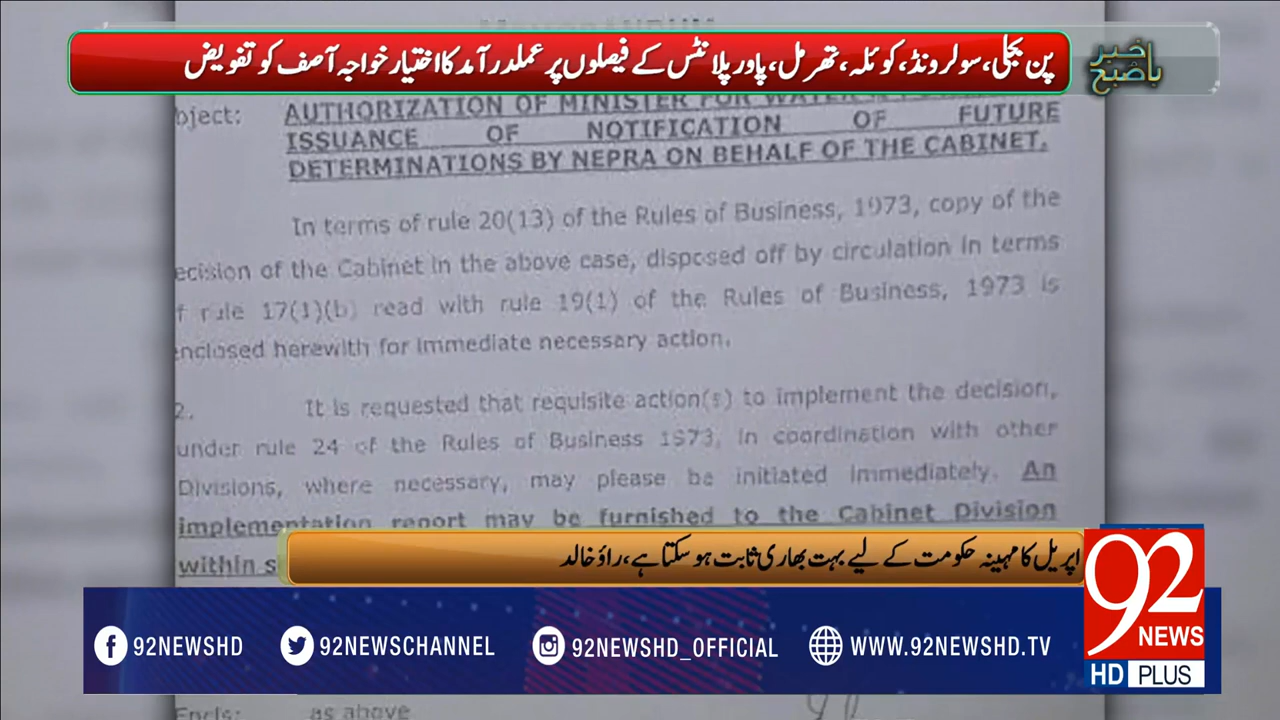 پن بجلی، سولرونڈ، کوئلہ، تھرمل، پاور پلانٹس کے فیصلوں پر عملدرآمد کا اختیار خواجہ آصف کو تفویض
باخبر صبح
bject: AUTHORIZATION OF MINISTER FOR WATER &
ISSUANCE OF NOTIFICATION OF FUTURE
DETERMINATIONS BY NEPRA ON BEHALF OF THE CABINET.
In terms of rule 20(13) of the Rules of Business, 1973, copy of the
ecision of the Cabinet in the above case, disposed off by circulation in terms
f rule 17(1)(b) read with rule 19(1) of the Rules of Business, 1973 is
enclosed herewith for immediate necessary action.
2. It is requested that requisite action(s) to implement the decision,
under rule 24 of the Rules of Business 1973, in coordination with other
Divisions, where necessary, may please be initiated immediately. An
implementation report may be furnished to the Cabinet Division
within s
اپریل کا مہینہ حکومت کے لیے بہت بھاری ثابت ہو سکتا ہے، راؤ خالد
92 NEWS
HD PLUS
92NEWSHD 92NEWSCHANNEL 92NEWSHD_OFFICIAL WWW.92NEWSHD.TV
Encls: as above